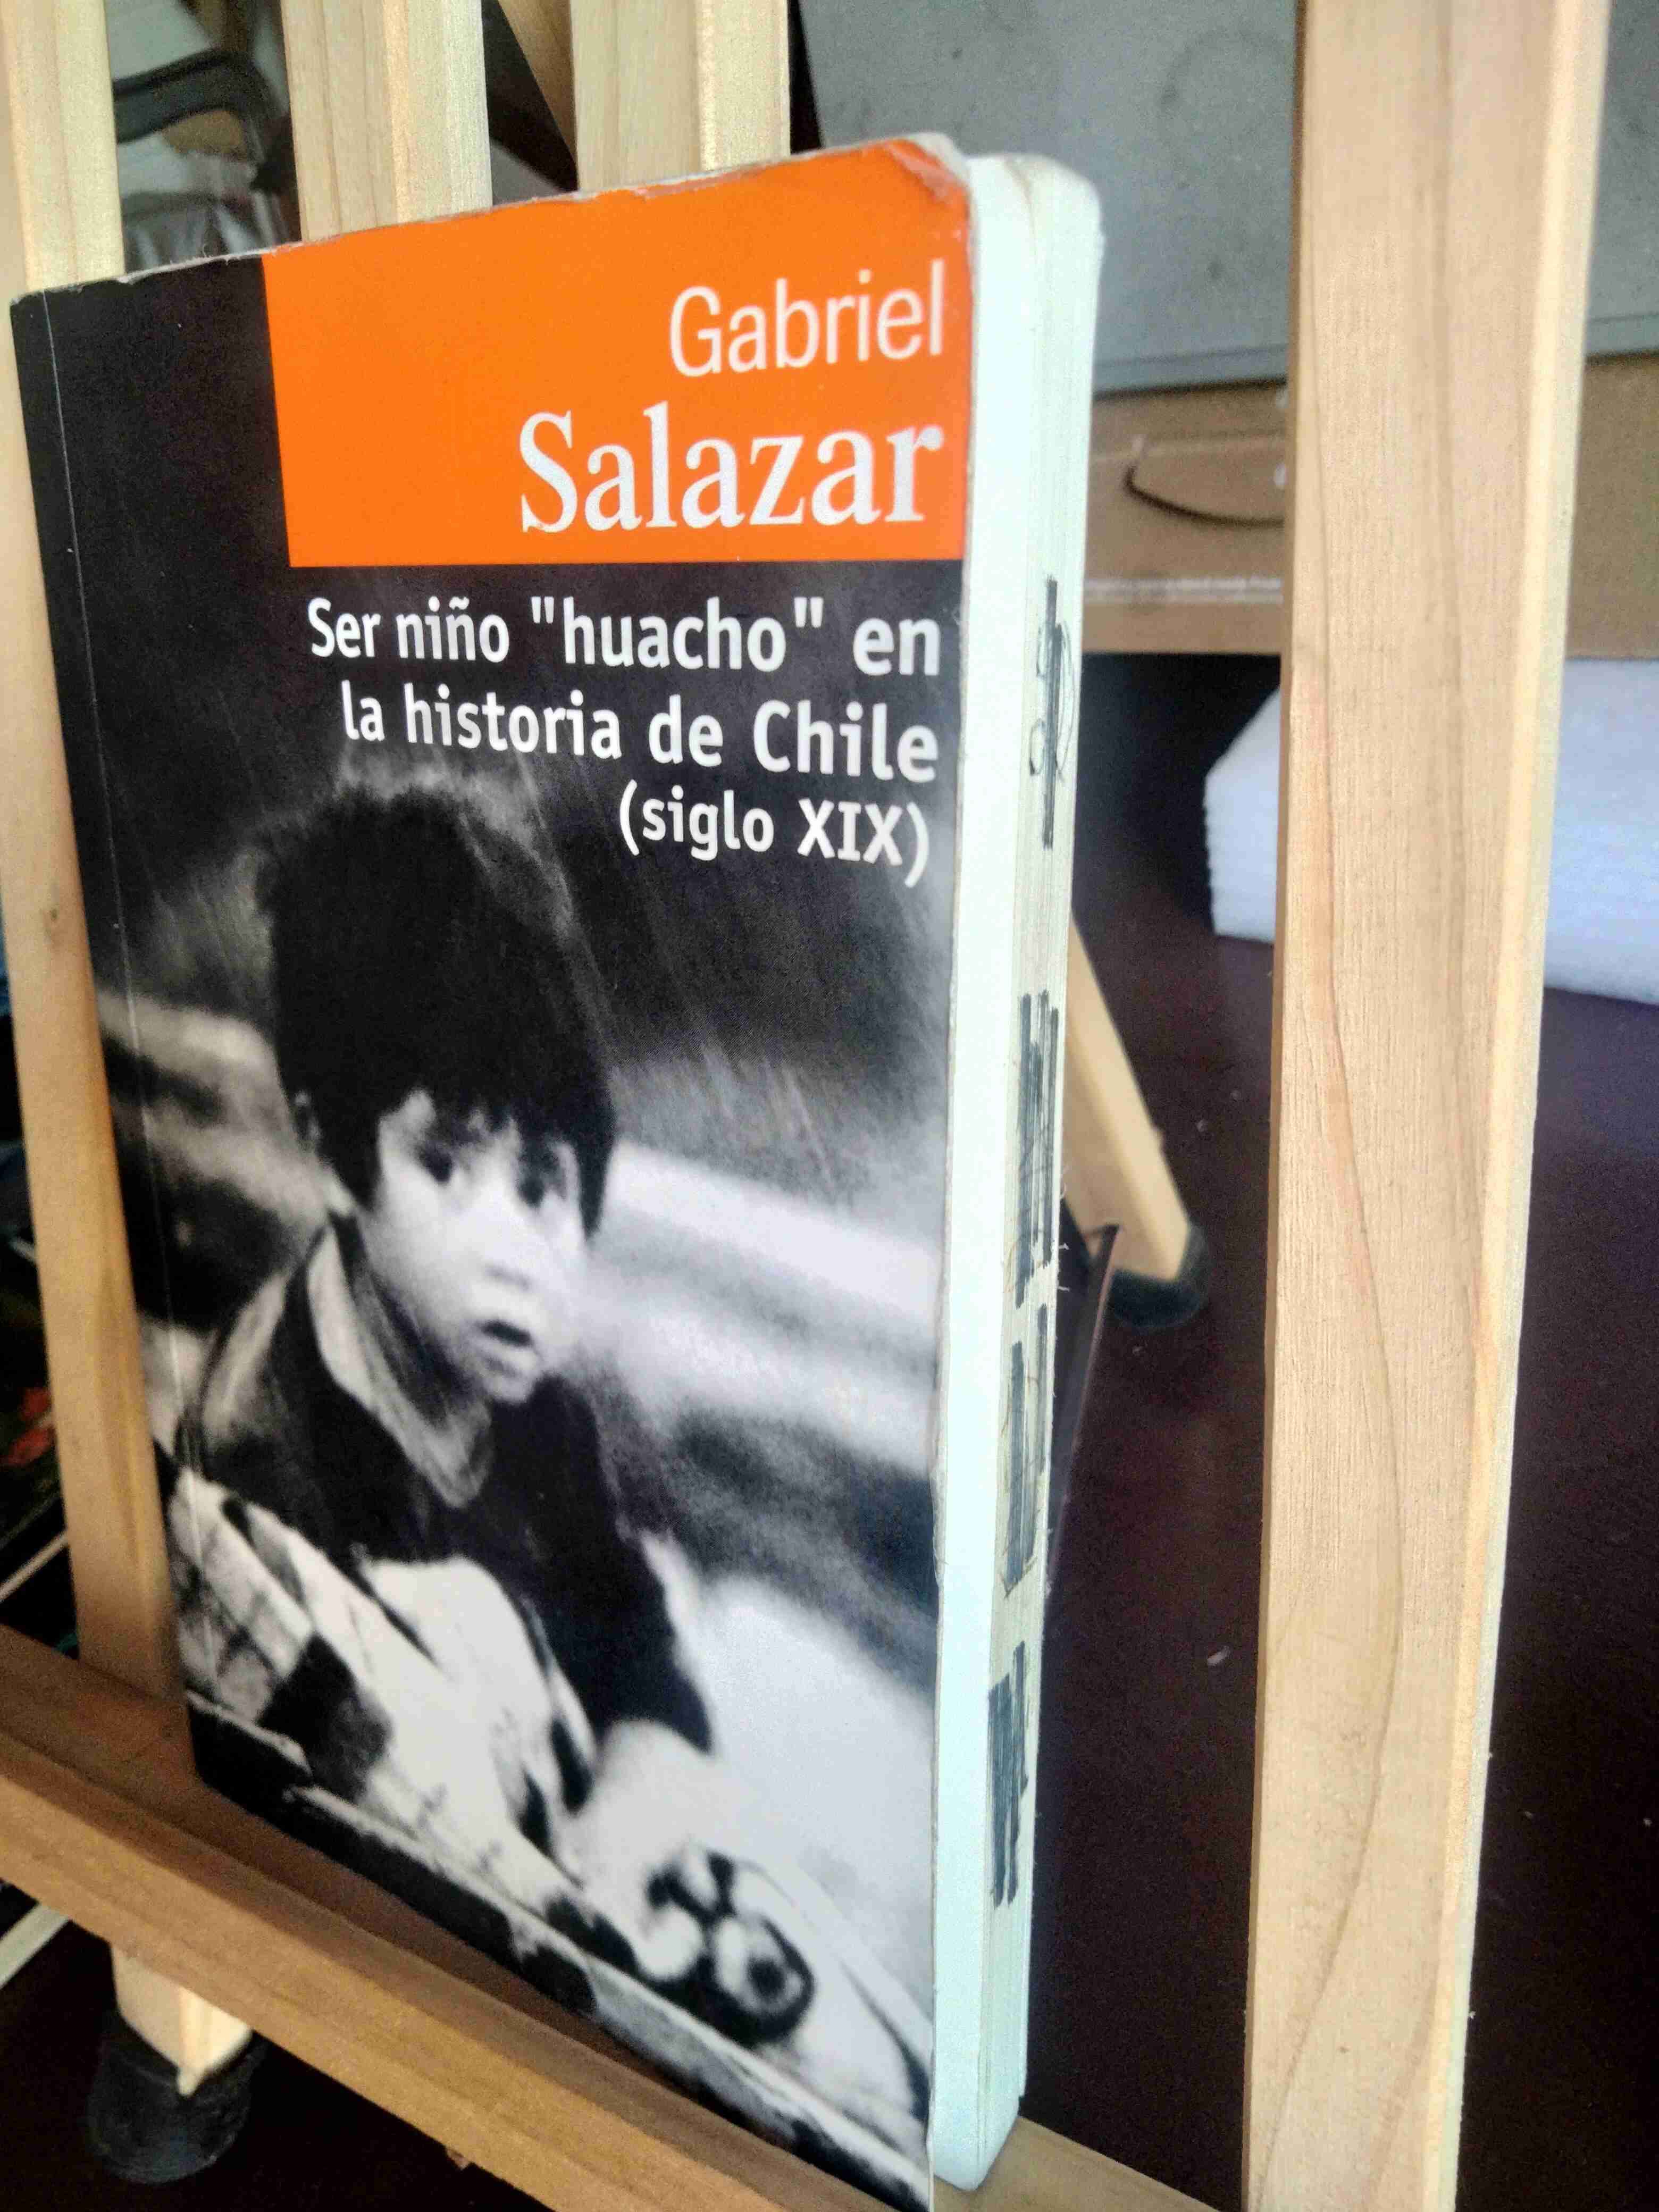 Gabriel
Salazar
Ser niño "huacho" en
la historia de Chile
(siglo XIX)